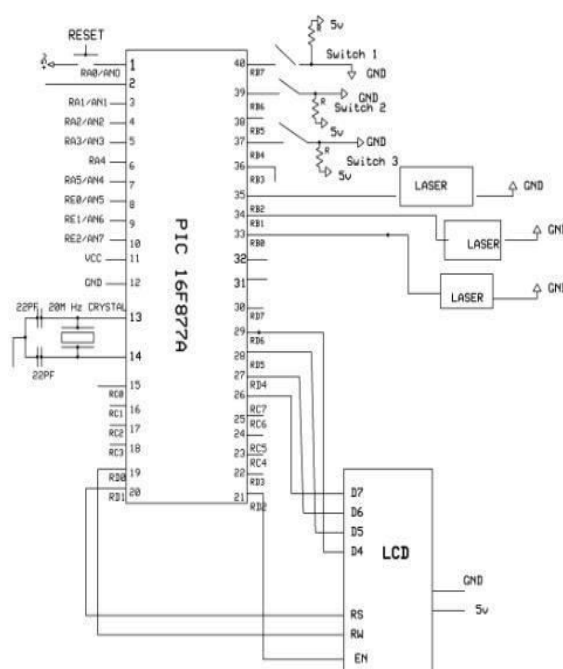 RESET
5v
1
RA0/AN0
2
RA1/AN1
3
RA2/AN2
4
RA3/AN3
5
RA4
6
RA5/AN4
7
RE0/AN5
8
RE1/AN6
9
RE2/AN7
10
VCC
11
GND
12
22PF
20M Hz CRYSTAL
13
14
22PF
15
RC0
16
RC1
17
RC2
18
RC3
19
RD0
20
RD1
PIC 16F877A
40
RB7
39
RB6
38
RB5
37
RB4
36
RB3
35
RB2
34
RB1
33
RB0
32
31
30
RD7
29
RD6
28
RD5
27
RD4
26
RC7
25
RC6
24
RC5
23
RC4
22
RD3
21
RD2
5v
R
Switch 1
GND
GND
R
Switch 2
5v
GND
R
Switch 3
5v
LASER
GND
LASER
GND
LASER
GND
D7
D6
D5
D4
LCD
GND
5v
RS
RW
EN